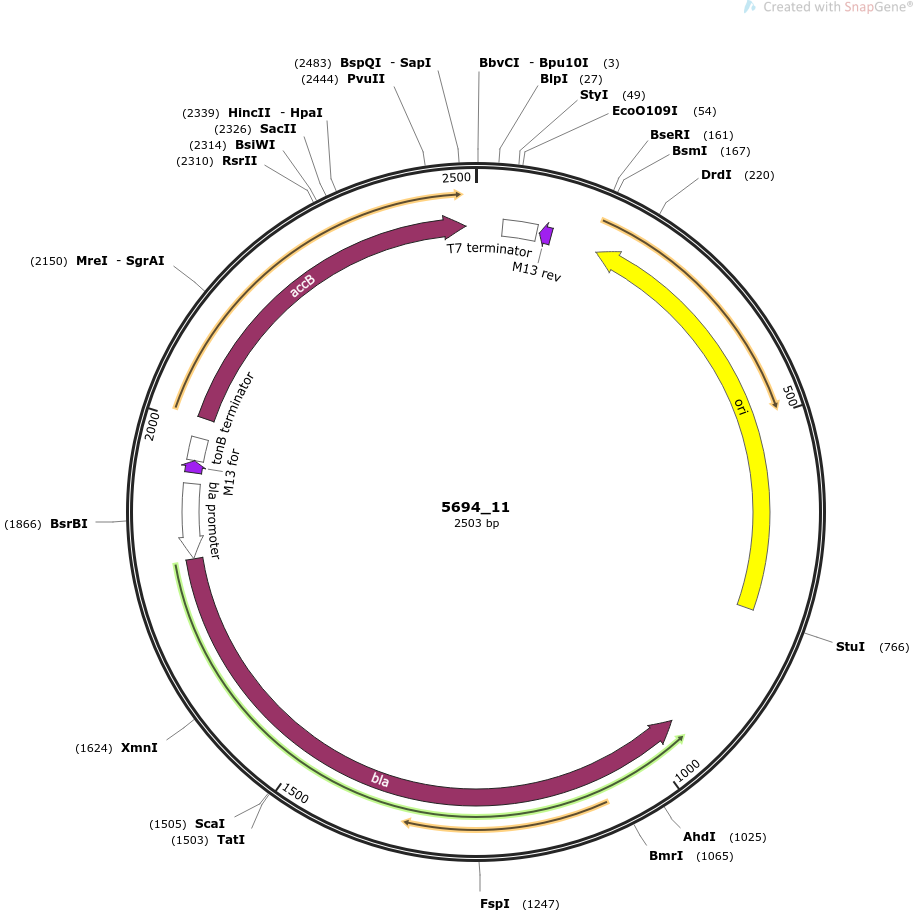 Created with SnapGene®
(2483) BspQI - SapI
(2444) PvuII
(2339) HincII - HpaI
(2326) SacII
(2314) BsiWI
(2310) RsrII
(2150) MreI - SgrAI
BbvCI - Bpu10I (3)
BlpI (27)
StyI (49)
EcoO109I (54)
BseRI (161)
BsmI (167)
DrdI (220)
2500
T7 terminator
M13 rev
accB
ori
500
2000
tonB terminator
M13 for
bla promoter
(1866) BsrBI
5694_11
2503 bp
StuI (766)
(1624) XmnI
bla
1000
1500
(1505) ScaI
(1503) TatI
AhdI (1025)
BmrI (1065)
FspI (1247)